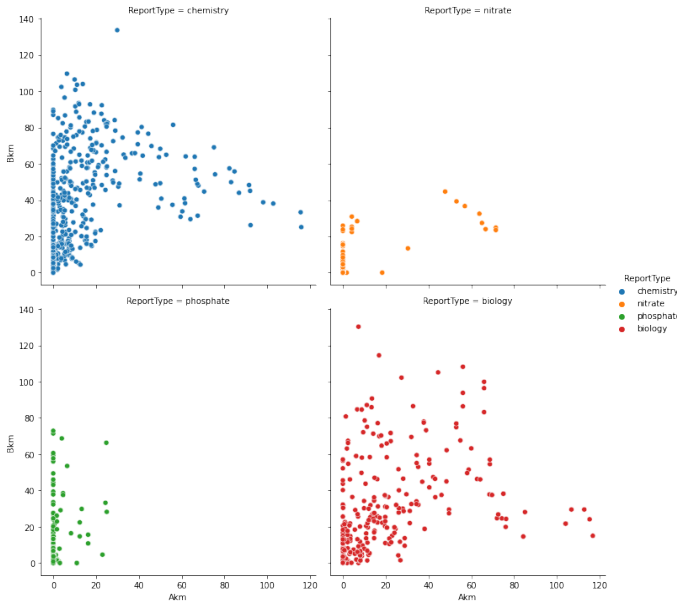 ReportType = chemistry
ReportType = nitrate
140
120
100
80
60
40
20
0
Bkm
ReportType
chemistry
nitrate
phosphate
biology
ReportType = phosphate
ReportType = biology
140
120
100
80
60
40
20
0
Bkm
0 20 40 60 80 100 120
0 20 40 60 80 100 120
Akm
Akm